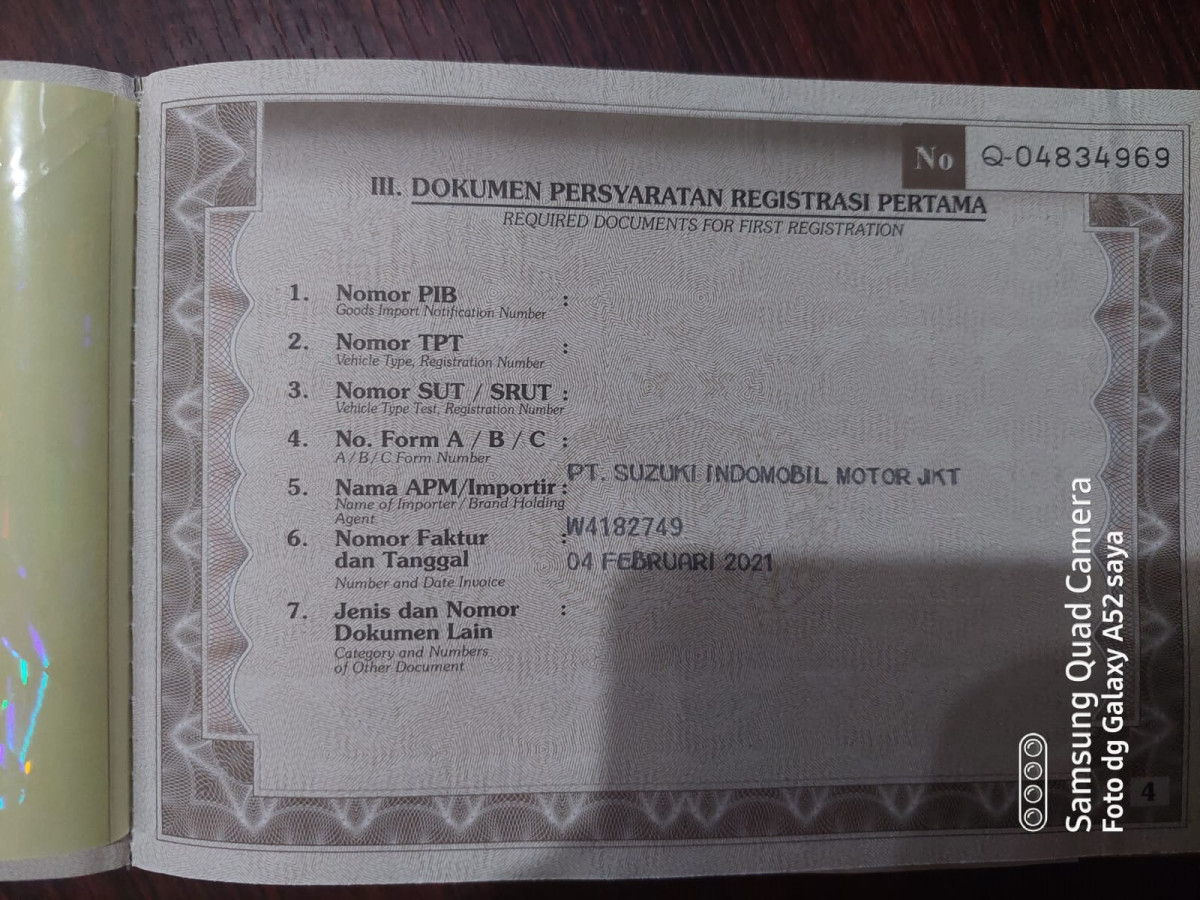 No Q-04834969
III. DOKUMEN PERSYARATAN REGISTRASI PERTAMA
REQUIRED DOCUMENTS FOR FIRST REGISTRATION
1. Nomor PIB :
Goods Import Notification Number
2. Nomor TPT :
Vehicle Type, Registration Number
3. Nomor SUT / SRUT :
Vehicle Type Test, Registration Number
4. No. Form A / B / C :
A / B / C Form Number
5. Nama APM/Importir : PT. SUZUKI INDOMOBIL MOTOR JKT
Name of Importer / Brand Holding
Agent
6. Nomor Faktur : W4182749
dan Tanggal 04 FEBRUARI 2021
Number and Date Invoice
7. Jenis dan Nomor :
Dokumen Lain
Category and Numbers
of Other Document
4
Samsung Quad Camera
Foto dg Galaxy A52 saya